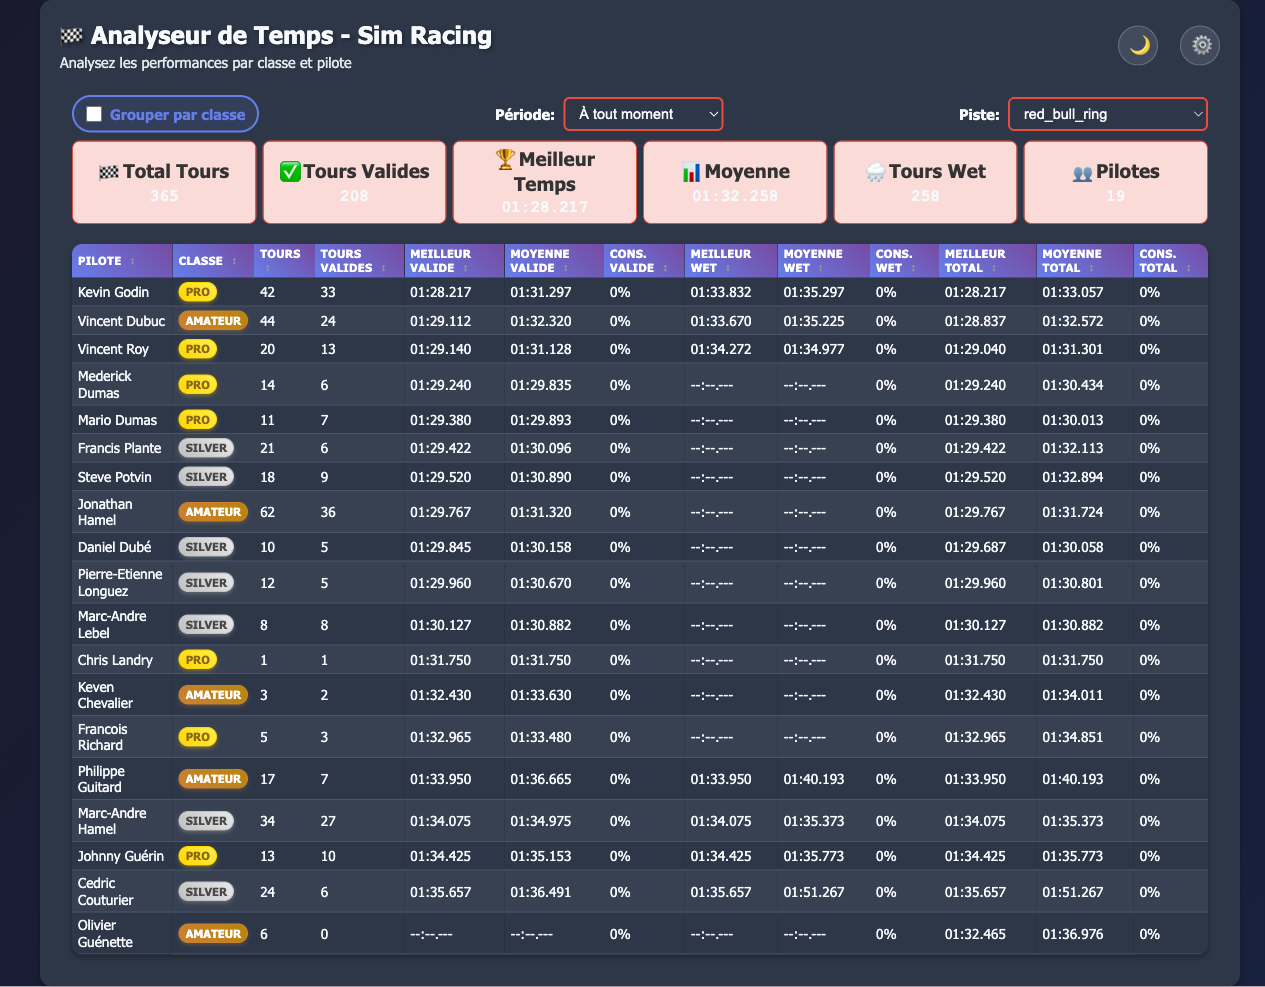 🏁 Analyseur de Temps - Sim Racing
Analysez les performances par classe et pilote
Grouper par classe
Période: À tout moment
Piste: red_bull_ring
🏁 Total Tours
365
✅ Tours Valides
208
🏆 Meilleur
Temps
01:28.217
📊 Moyenne
01:32.258
🌧️ Tours Wet
258
👥 Pilotes
19
PILOTE ↕ CLASSE ↕ TOURS ↕ TOURS VALIDES ↕ MEILLEUR VALIDE ↕ MOYENNE VALIDE ↕ CONS. VALIDE ↕ MEILLEUR WET ↕ MOYENNE WET ↕ CONS. WET ↕ MEILLEUR TOTAL ↕ MOYENNE TOTAL ↕ CONS. TOTAL ↕
Kevin Godin PRO 42 33 01:28.217 01:31.297 0% 01:33.832 01:35.297 0% 01:28.217 01:33.057 0%
Vincent Dubuc AMATEUR 44 24 01:29.112 01:32.320 0% 01:33.670 01:35.225 0% 01:28.837 01:32.572 0%
Vincent Roy PRO 20 13 01:29.140 01:31.128 0% 01:34.272 01:34.977 0% 01:29.040 01:31.301 0%
Mederick Dumas PRO 14 6 01:29.240 01:29.835 0% --:--.--- --:--.--- 0% 01:29.240 01:30.434 0%
Mario Dumas PRO 11 7 01:29.380 01:29.893 0% --:--.--- --:--.--- 0% 01:29.380 01:30.013 0%
Francis Plante SILVER 21 6 01:29.422 01:30.096 0% --:--.--- --:--.--- 0% 01:29.422 01:32.113 0%
Steve Potvin SILVER 18 9 01:29.520 01:30.890 0% --:--.--- --:--.--- 0% 01:29.520 01:32.894 0%
Jonathan Hamel AMATEUR 62 36 01:29.767 01:31.320 0% --:--.--- --:--.--- 0% 01:29.767 01:31.724 0%
Daniel Dubé SILVER 10 5 01:29.845 01:30.158 0% --:--.--- --:--.--- 0% 01:29.687 01:30.058 0%
Pierre-Etienne Longuez SILVER 12 5 01:29.960 01:30.670 0% --:--.--- --:--.--- 0% 01:29.960 01:30.801 0%
Marc-Andre Lebel SILVER 8 8 01:30.127 01:30.882 0% --:--.--- --:--.--- 0% 01:30.127 01:30.882 0%
Chris Landry PRO 1 1 01:31.750 01:31.750 0% --:--.--- --:--.--- 0% 01:31.750 01:31.750 0%
Keven Chevalier AMATEUR 3 2 01:32.430 01:33.630 0% --:--.--- --:--.--- 0% 01:32.430 01:34.011 0%
Francois Richard PRO 5 3 01:32.965 01:33.480 0% --:--.--- --:--.--- 0% 01:32.965 01:34.851 0%
Philippe Guitard AMATEUR 17 7 01:33.950 01:36.665 0% 01:33.950 01:40.193 0% 01:33.950 01:40.193 0%
Marc-Andre Hamel SILVER 34 27 01:34.075 01:34.975 0% 01:34.075 01:35.373 0% 01:34.075 01:35.373 0%
Johnny Guérin PRO 13 10 01:34.425 01:35.153 0% 01:34.425 01:35.773 0% 01:34.425 01:35.773 0%
Cedric Couturier SILVER 24 6 01:35.657 01:36.491 0% 01:35.657 01:51.267 0% 01:35.657 01:51.267 0%
Olivier Guénette AMATEUR 6 0 --:--.--- --:--.--- 0% --:--.--- --:--.--- 0% 01:32.465 01:36.976 0%